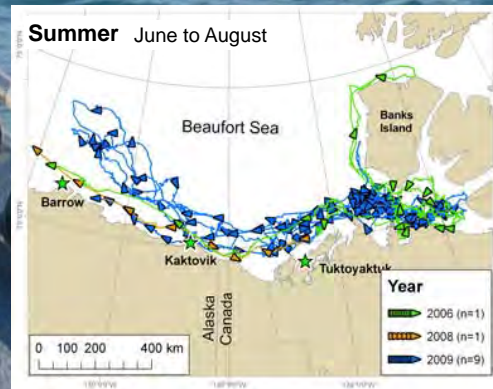 Summer June to August
Beaufort Sea
Banks
Island
Barrow
Kaktovik
Tuktoyaktuk
Alaska
Canada
Year
2006 (n=1)
2008 (n=1)
2009 (n=9)
0 100 200 400 km